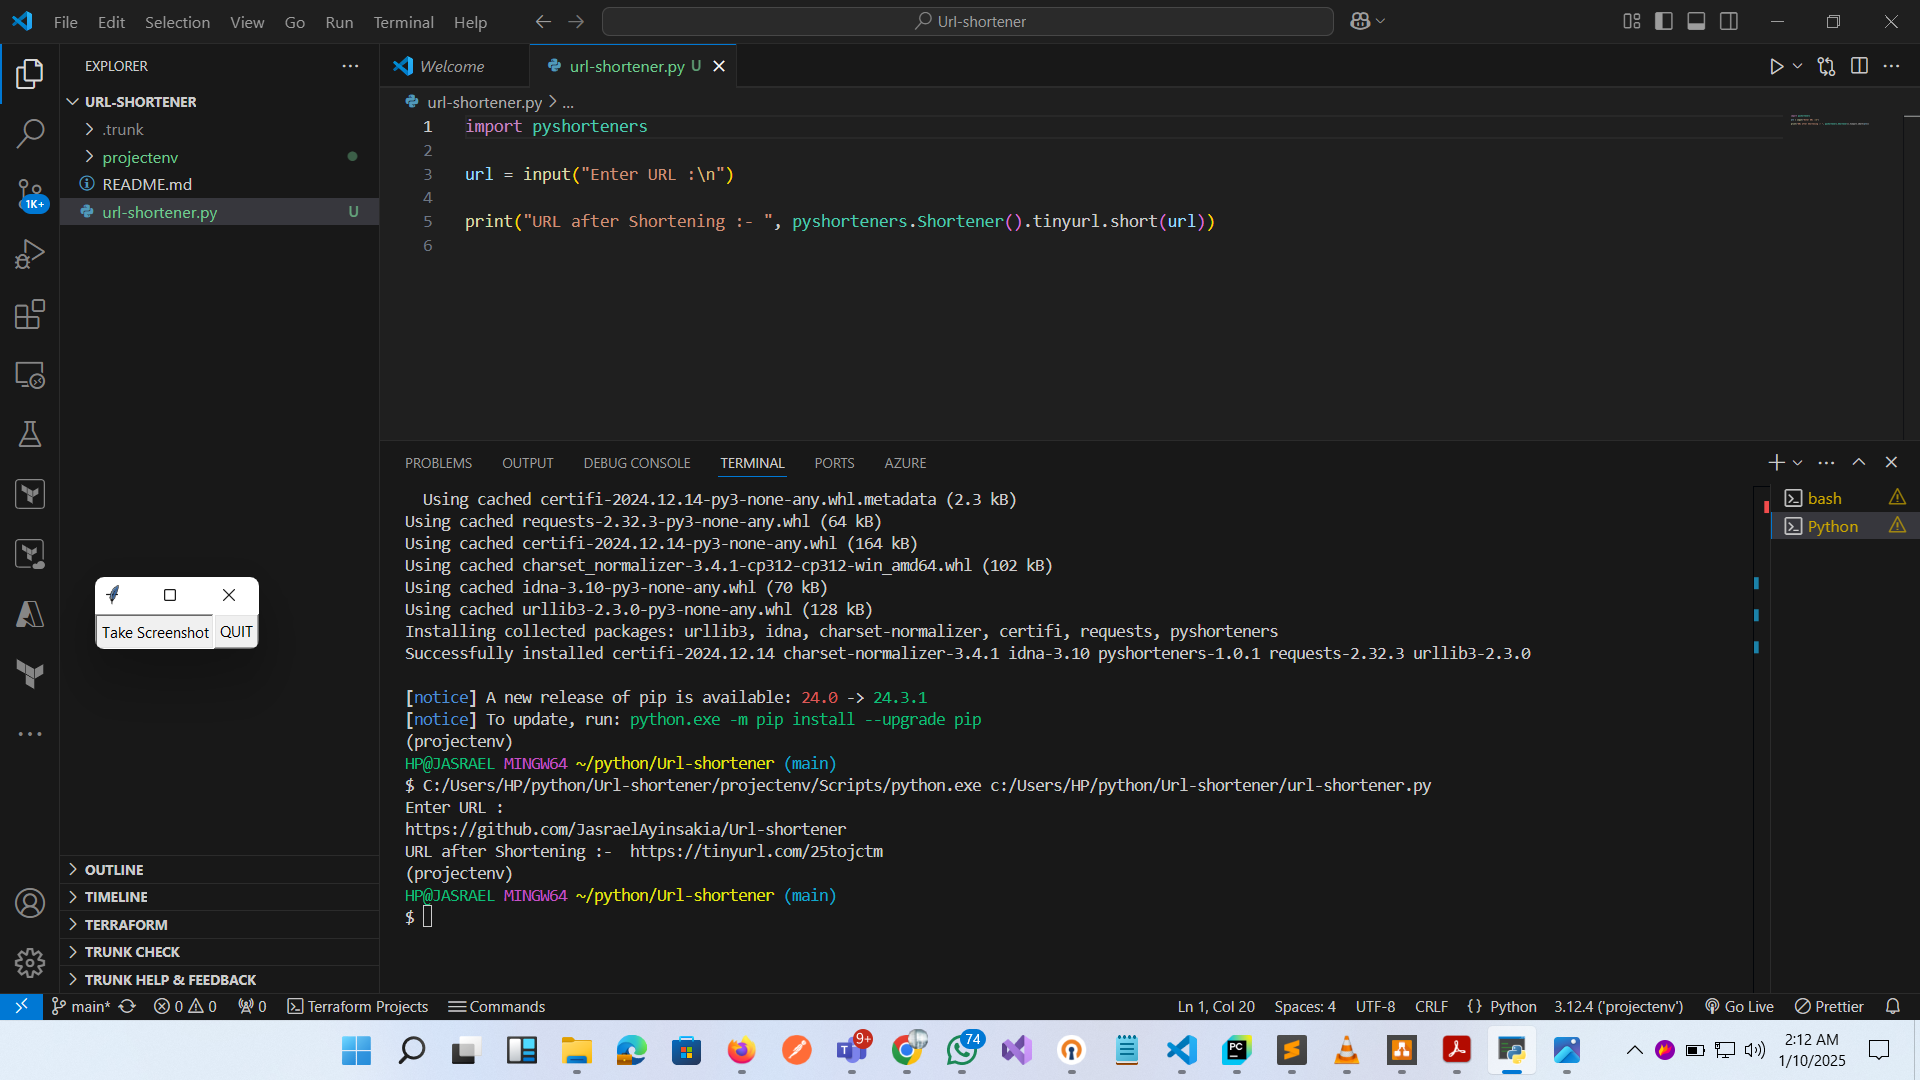 File Edit Selection View Go Run Terminal Help
Url-shortener
EXPLORER
URL-SHORTENER
.trunk
projectenv
README.md
url-shortener.py U
1K+
OUTLINE
TIMELINE
TERRAFORM
TRUNK CHECK
TRUNK HELP & FEEDBACK
Take Screenshot QUIT
Welcome url-shortener.py U
url-shortener.py > ...
1 import pyshorteners
2
3 url = input("Enter URL :\n")
4
5 print("URL after Shortening :- ", pyshorteners.Shortener().tinyurl.short(url))
6
PROBLEMS OUTPUT DEBUG CONSOLE TERMINAL PORTS AZURE
Using cached certifi-2024.12.14-py3-none-any.whl.metadata (2.3 kB)
Using cached requests-2.32.3-py3-none-any.whl (64 kB)
Using cached certifi-2024.12.14-py3-none-any.whl (164 kB)
Using cached charset_normalizer-3.4.1-cp312-cp312-win_amd64.whl (102 kB)
Using cached idna-3.10-py3-none-any.whl (70 kB)
Using cached urllib3-2.3.0-py3-none-any.whl (128 kB)
Installing collected packages: urllib3, idna, charset-normalizer, certifi, requests, pyshorteners
Successfully installed certifi-2024.12.14 charset-normalizer-3.4.1 idna-3.10 pyshorteners-1.0.1 requests-2.32.3 urllib3-2.3.0
[notice] A new release of pip is available: 24.0 -> 24.3.1
[notice] To update, run: python.exe -m pip install --upgrade pip
(projectenv)
HP@JASRAEL MINGW64 ~/python/Url-shortener (main)
$ C:/Users/HP/python/Url-shortener/projectenv/Scripts/python.exe c:/Users/HP/python/Url-shortener/url-shortener.py
Enter URL :
https://github.com/JasraelAyinsakia/Url-shortener
URL after Shortening :-  https://tinyurl.com/25tojctm
(projectenv)
HP@JASRAEL MINGW64 ~/python/Url-shortener (main)
$
bash
Python
main* 0 0 0 Terraform Projects Commands
Ln 1, Col 20 Spaces: 4 UTF-8 CRLF {} Python 3.12.4 ('projectenv') Go Live Prettier
9+ 74 PC
2:12 AM
1/10/2025